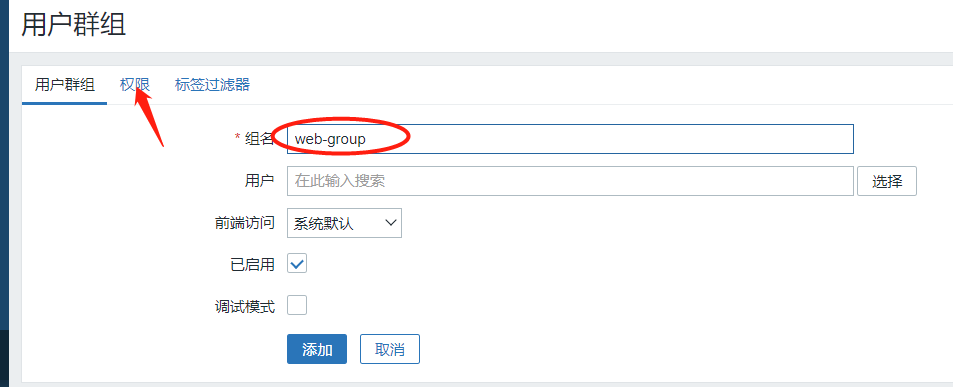 用户群组
用户群组 权限 标签过滤器
* 组名 web-group
用户 在此输入搜索 选择
前端访问 系统默认
已启用
调试模式
添加 取消